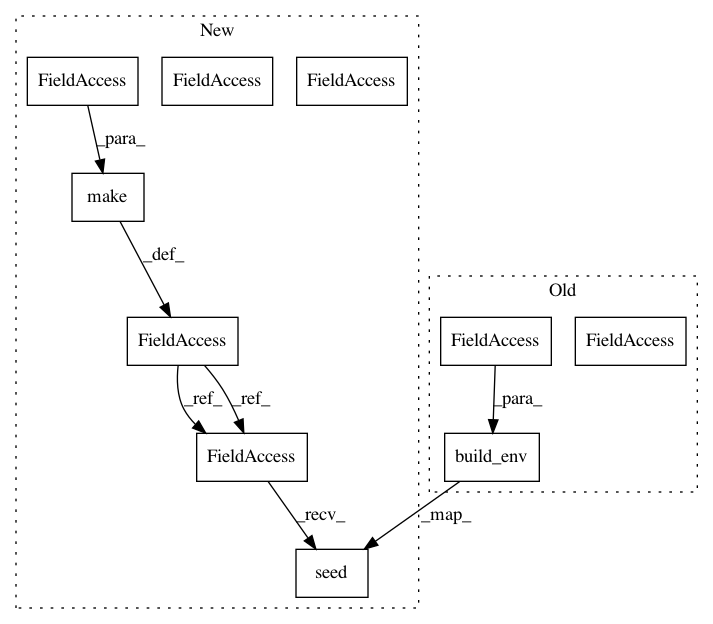 New
FieldAccess
FieldAccess
FieldAccess
_para_
make
_def_
Old
FieldAccess
FieldAccess
FieldAccess
_ref_
_ref_
_para_
FieldAccess
build_env
_recv_
_map_
seed